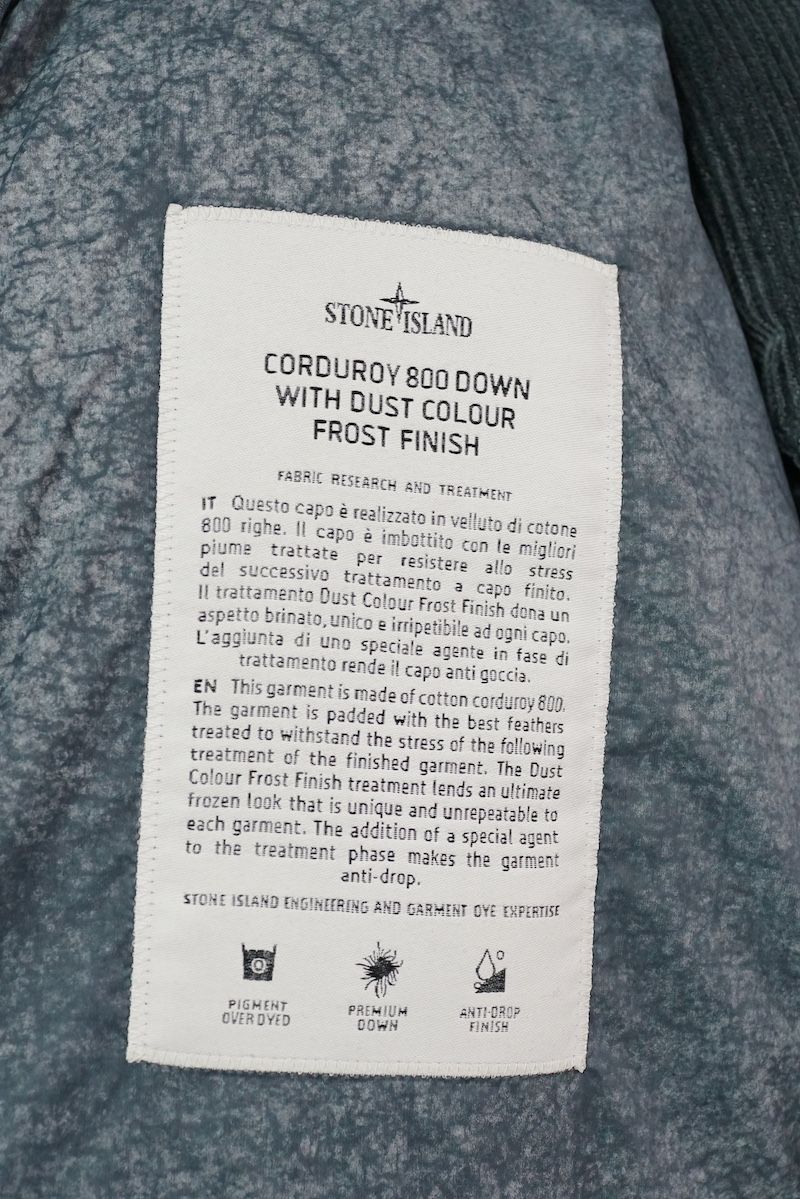 STONE ISLAND
CORDUROY 800 DOWN
WITH DUST COLOUR
FROST FINISH
FABRIC RESEARCH AND TREATMENT
IT Questo capo è realizzato in velluto di cotone
800 righe. Il capo è imbottito con le migliori
piume trattate per resistere allo stress
del successivo trattamento a capo finito.
Il trattamento Dust Colour Frost Finish dona un
aspetto brinato, unico e irripetibile ad ogni capo.
L'aggiunta di uno speciale agente in fase di
trattamento rende il capo anti goccia.
EN This garment is made of cotton corduroy 800.
The garment is padded with the best feathers
treated to withstand the stress of the following
treatment of the finished garment. The Dust
Colour Frost Finish treatment lends an ultimate
frozen look that is unique and unrepeatable to
each garment. The addition of a special agent
to the treatment phase makes the garment
anti-drop.
STONE ISLAND ENGINEERING AND GARMENT DYE EXPERTISE
PIGMENT PREMIUM ANTI-DROP
OVER DYED DOWN FINISH